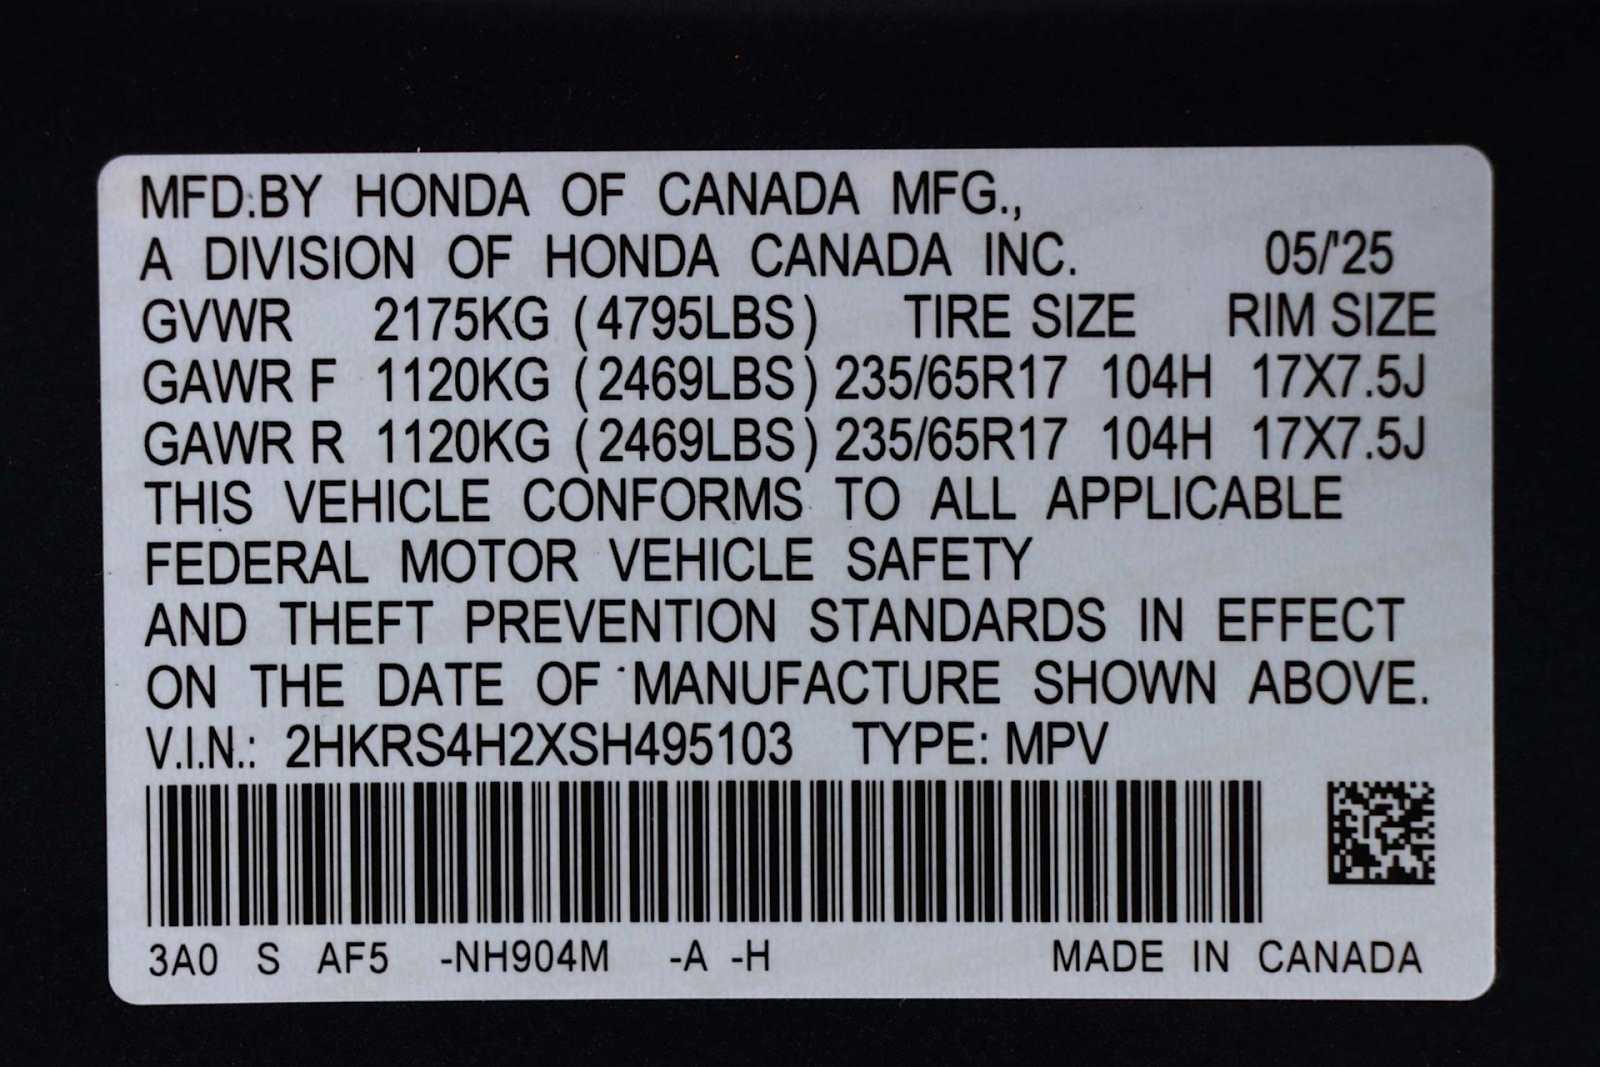 MFD.BY HONDA OF CANADA MFG.,
A DIVISION OF HONDA CANADA INC. 05/'25
GVWR 2175KG (4795LBS) TIRE SIZE RIM SIZE
GAWR F 1120KG (2469LBS) 235/65R17 104H 17X7.5J
GAWR R 1120KG (2469LBS) 235/65R17 104H 17X7.5J
THIS VEHICLE CONFORMS TO ALL APPLICABLE
FEDERAL MOTOR VEHICLE SAFETY
AND THEFT PREVENTION STANDARDS IN EFFECT
ON THE DATE OF MANUFACTURE SHOWN ABOVE.
V.I.N.: 2HKRS4H2XSH495103 TYPE: MPV
3A0 S AF5 -NH904M -A -H MADE IN CANADA